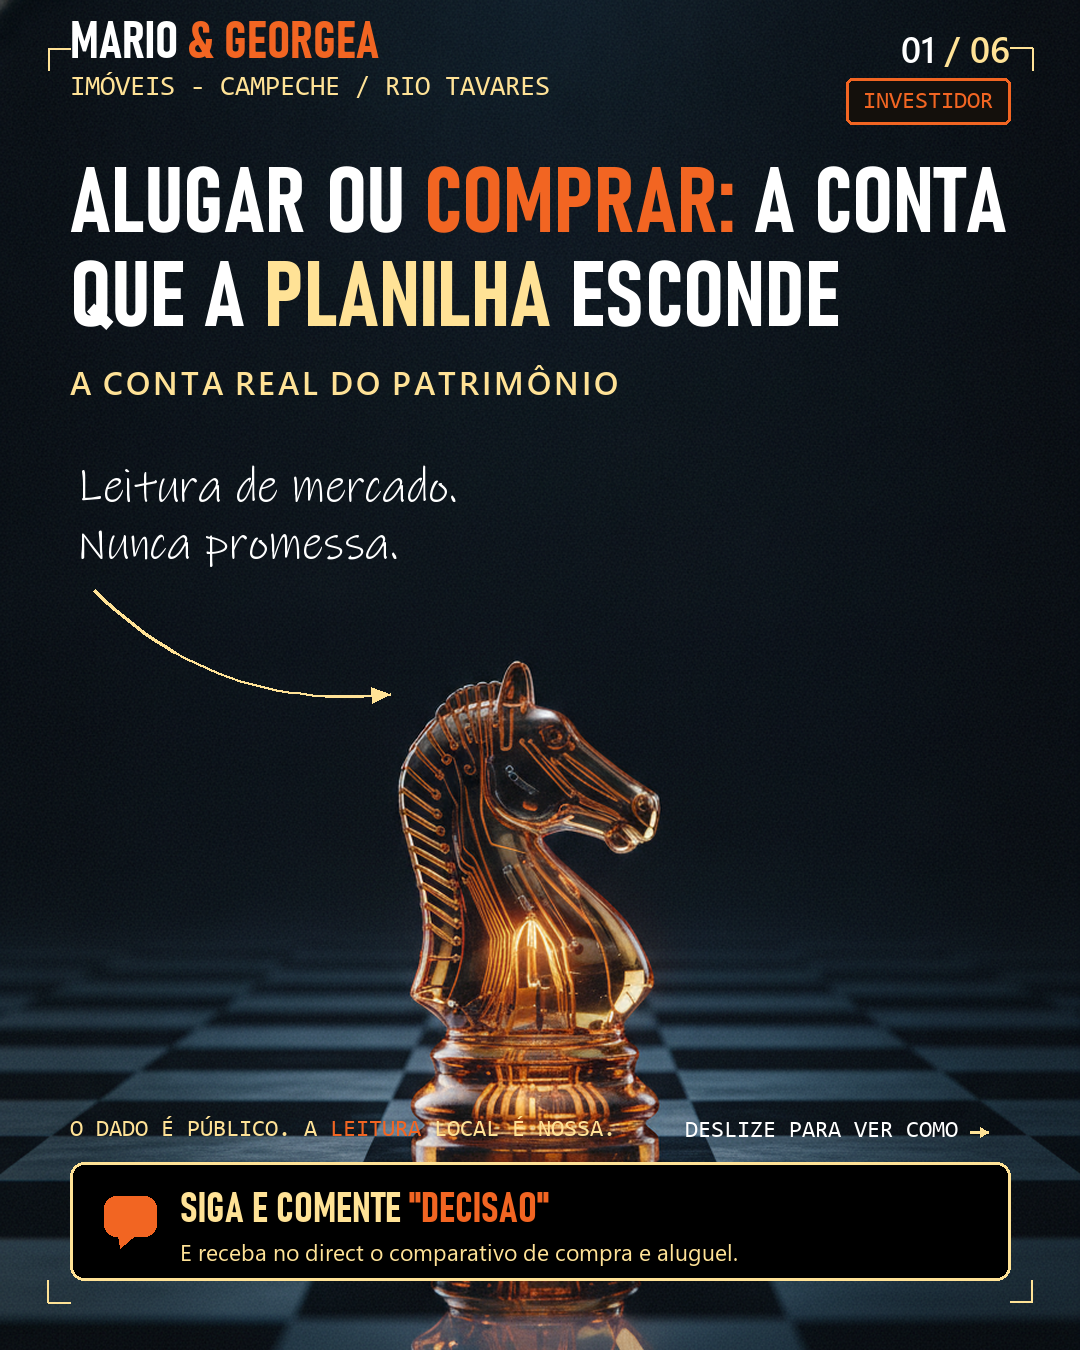 MARIO & GEORGEA
IMÓVEIS - CAMPECHE / RIO TAVARES
01 / 06
INVESTIDOR
ALUGAR OU COMPRAR: A CONTA
QUE A PLANILHA ESCONDE
A CONTA REAL DO PATRIMÔNIO
Leitura de mercado.
Nunca promessa.
O DADO É PÚBLICO. A LEITURA LOCAL É NOSSA.
DESLIZE PARA VER COMO
SIGA E COMENTE "DECISAO"
E receba no direct o comparativo de compra e aluguel.